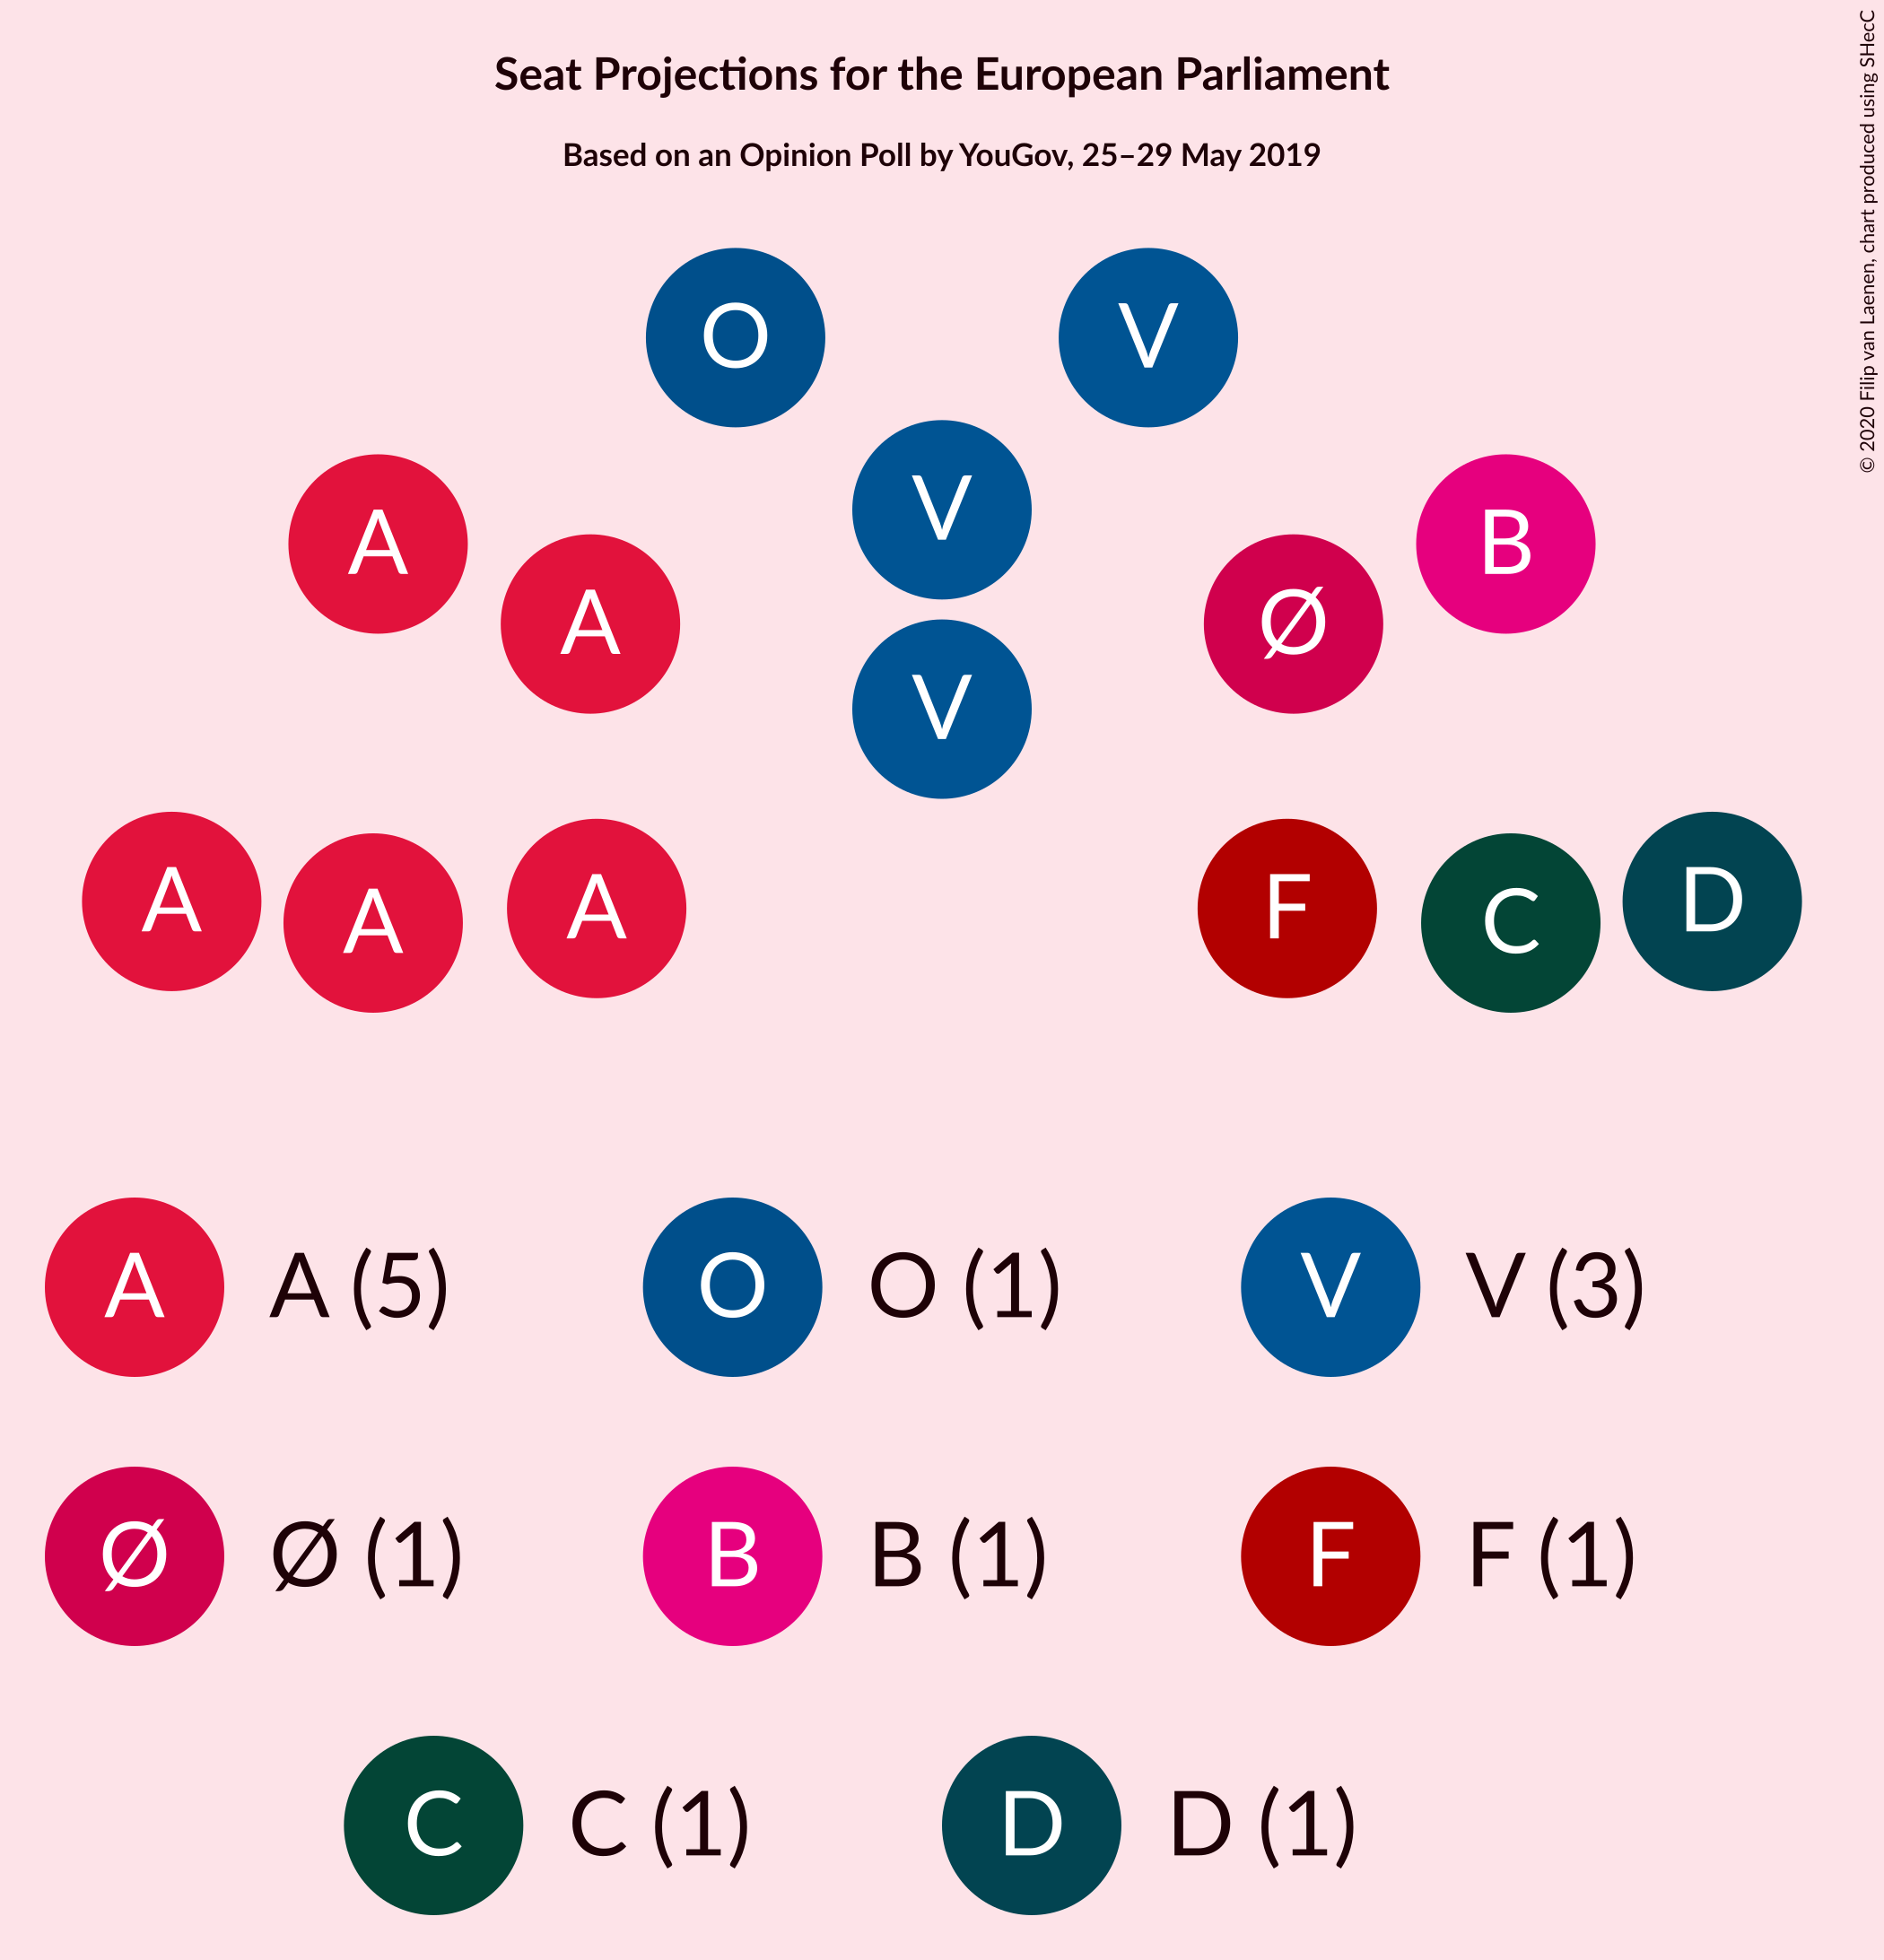 Seat Projections for the European Parliament
Based on an Opinion Poll by YouGov, 25–29 May 2019
© 2020 Filip van Laenen, chart produced using SHecC
O V
V
A B
A Ø
V
A A A F C D
A A (5) O O (1) V V (3)
Ø Ø (1) B B (1) F F (1)
C C (1) D D (1)